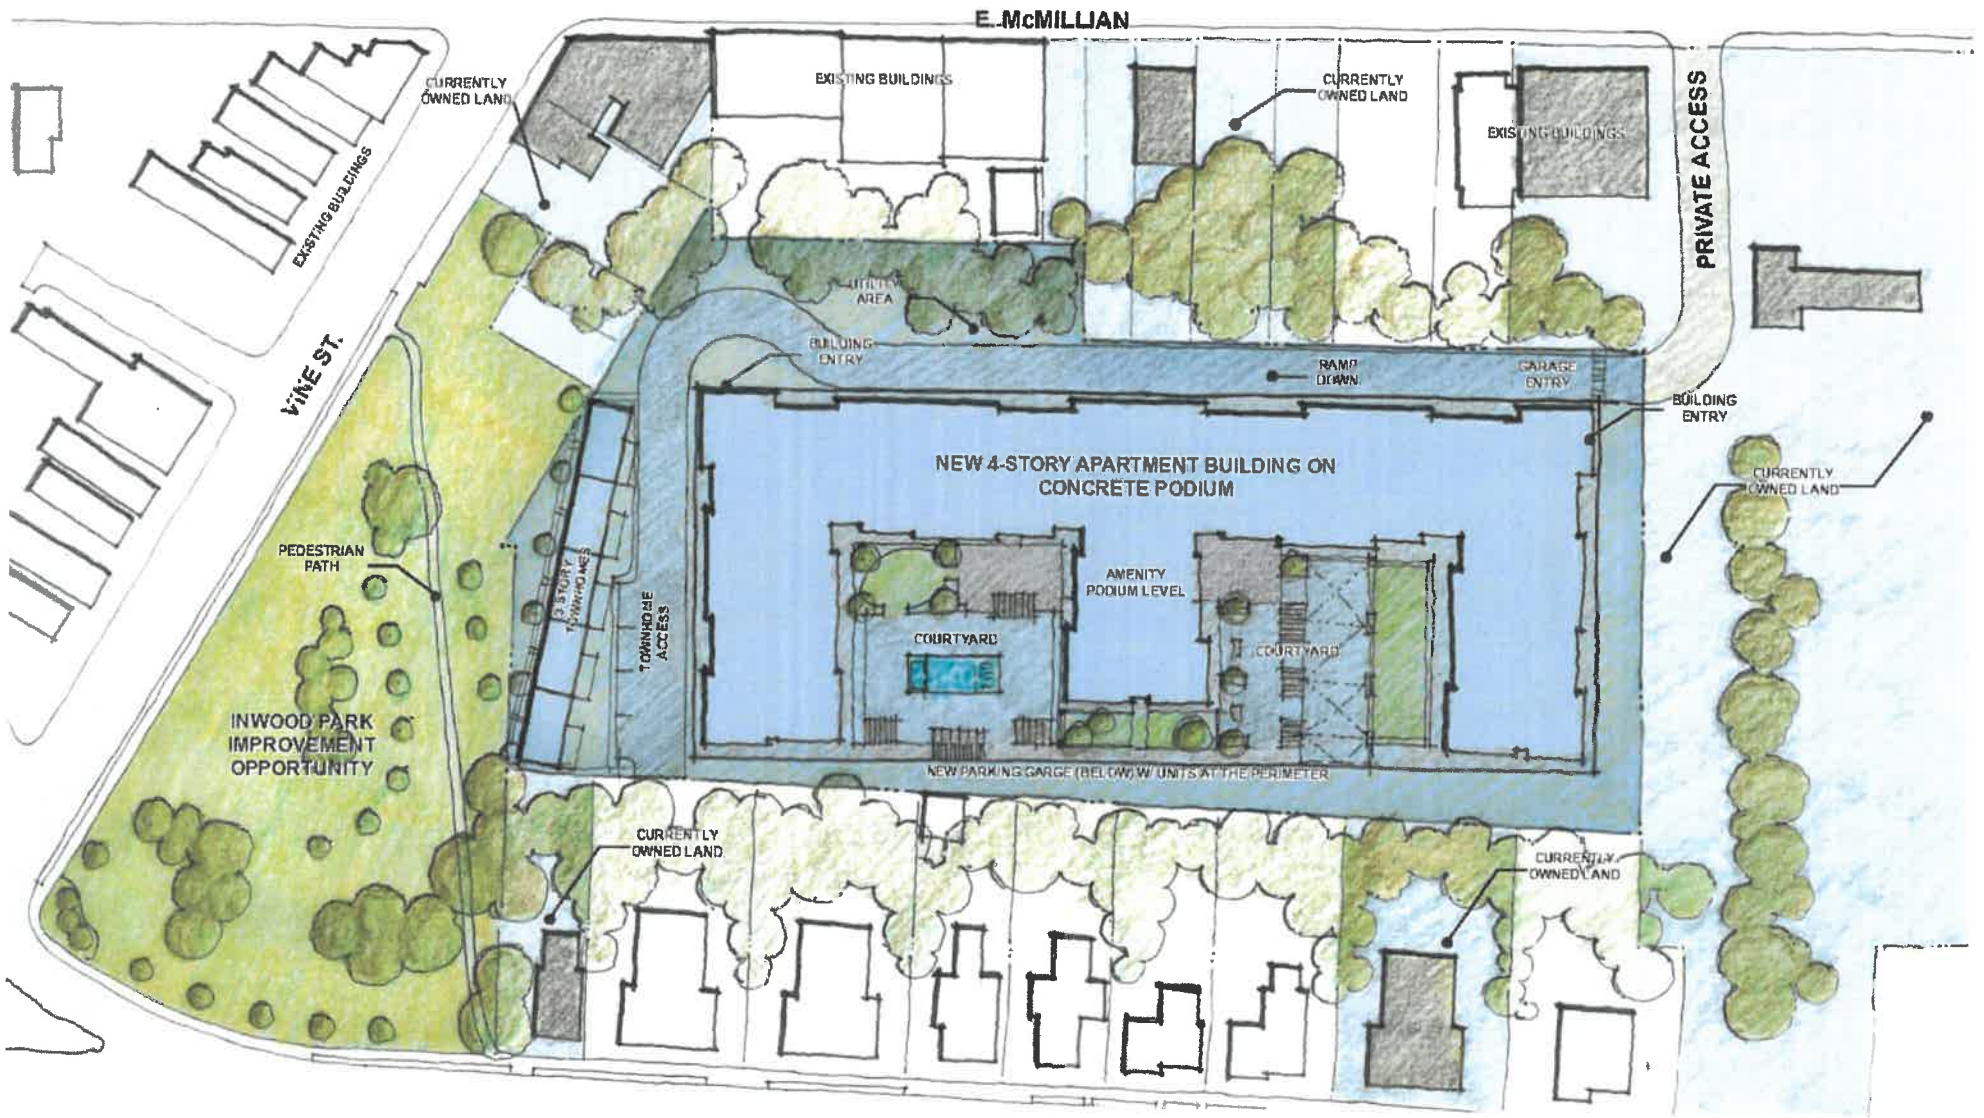 E. McMILLIAN
CURRENTLY
OWNED LAND
EXISTING BUILDINGS
CURRENTLY
OWNED LAND
EXISTING BUILDINGS
PRIVATE ACCESS
EXISTING BUILDINGS
VINE ST.
UTILITY
AREA
BUILDING
ENTRY
RAMP
DOWN
GARAGE
ENTRY
BUILDING
ENTRY
NEW 4-STORY APARTMENT BUILDING ON
CONCRETE PODIUM
CURRENTLY
OWNED LAND
PEDESTRIAN
PATH
3 STORY
TOWNHOMES
TOWNHOME
ACCESS
AMENITY
PODIUM LEVEL
COURTYARD
COURTYARD
INWOOD PARK
IMPROVEMENT
OPPORTUNITY
NEW PARKING GARGE (BELOW) W/ UNITS AT THE PERIMETER
CURRENTLY
OWNED LAND
CURRENTLY
OWNED LAND